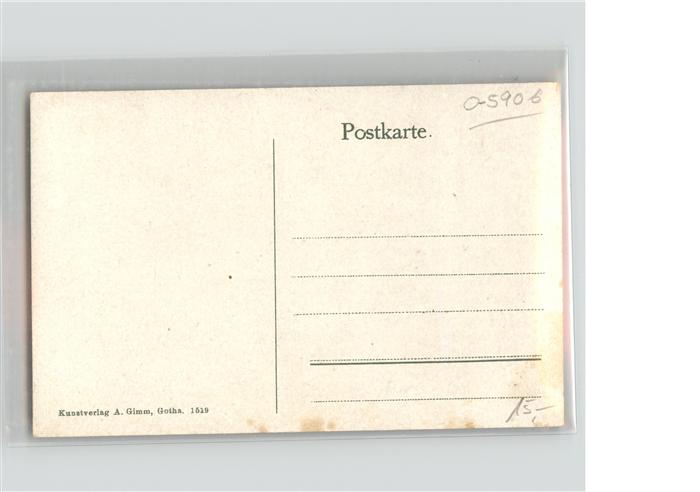 O-5906
Postkarte.
Kunstverlag A. Gimm, Gotha. 1519
15,-